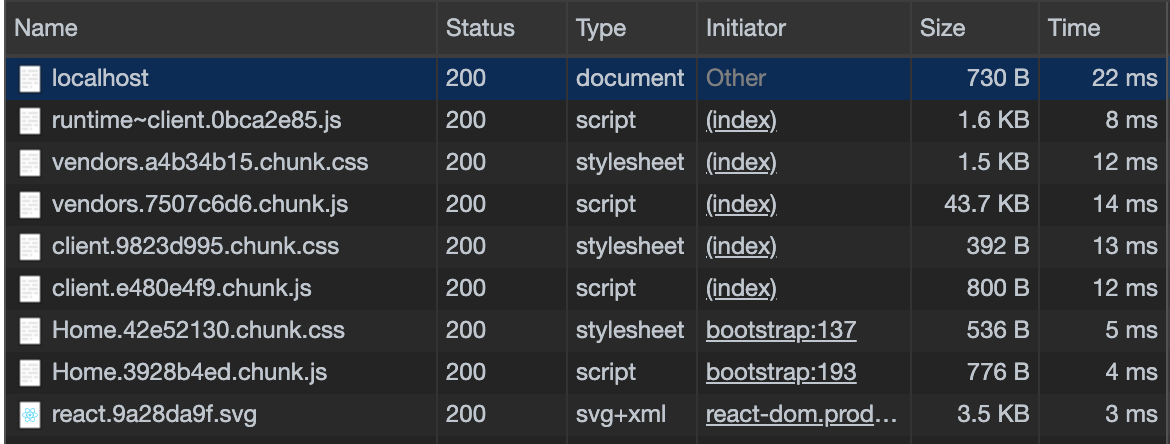 Name Status Type Initiator Size Time
localhost 200 document Other 730 B 22 ms
runtime~client.0bca2e85.js 200 script (index) 1.6 KB 8 ms
vendors.a4b34b15.chunk.css 200 stylesheet (index) 1.5 KB 12 ms
vendors.7507c6d6.chunk.js 200 script (index) 43.7 KB 14 ms
client.9823d995.chunk.css 200 stylesheet (index) 392 B 13 ms
client.e480e4f9.chunk.js 200 script (index) 800 B 12 ms
Home.42e52130.chunk.css 200 stylesheet bootstrap:137 536 B 5 ms
Home.3928b4ed.chunk.js 200 script bootstrap:193 776 B 4 ms
react.9a28da9f.svg 200 svg+xml react-dom.prod... 3.5 KB 3 ms